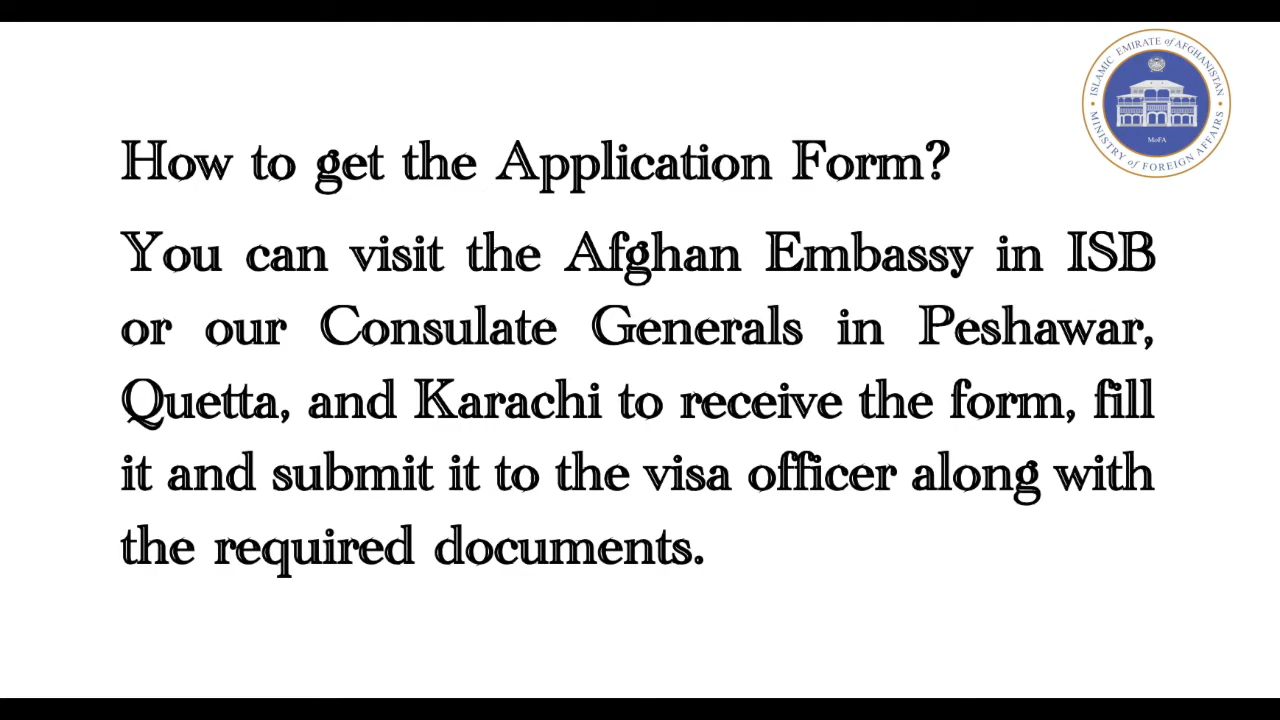 ISLAMIC EMIRATE of AFGHANISTAN
MoFA
MINISTRY of FOREIGN AFFAIRS
How to get the Application Form?
You can visit the Afghan Embassy in ISB
or our Consulate Generals in Peshawar,
Quetta, and Karachi to receive the form, fill
it and submit it to the visa officer along with
the required documents.